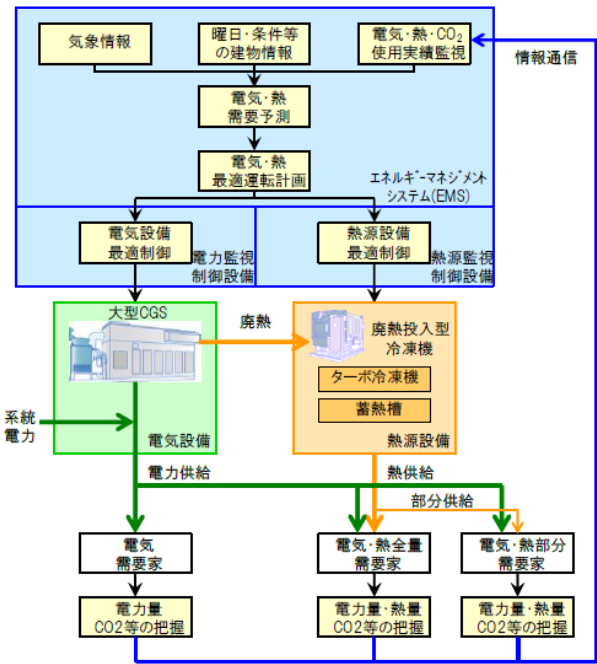 気象情報
曜日・条件等
の建物情報
電気・熱・CO₂
使用実績監視
情報通信
電気・熱
需要予測
電気・熱
最適運転計画
エネルギーマネジメント
システム(EMS)
電気設備
最適制御
電力監視
制御設備
熱源設備
最適制御
熱源監視
制御設備
大型CGS
廃熱
廃熱投入型
冷凍機
ターボ冷凍機
蓄熱槽
系統
電力
電気設備
熱源設備
電力供給
熱供給
部分供給
電気
需要家
電気・熱全量
需要家
電気・熱部分
需要家
電力量
CO2等の把握
電力量・熱量
CO2等の把握
電力量・熱量
CO2等の把握